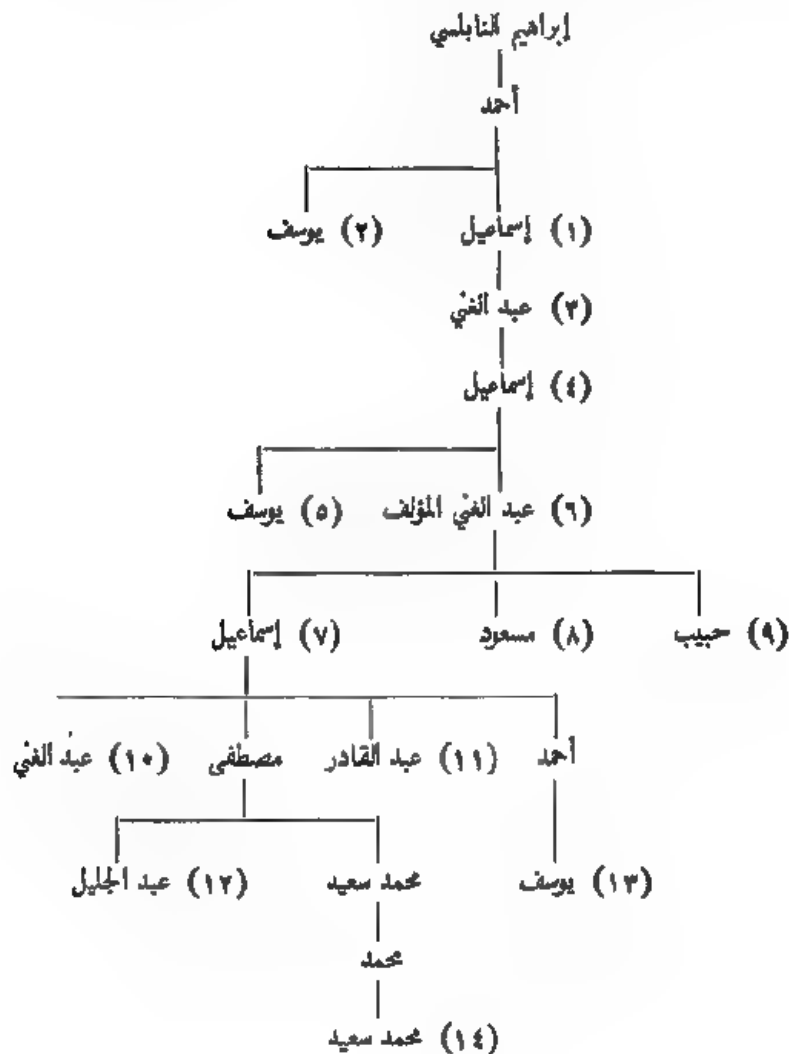 إبراهيم النابلسي
أحمد
(١) إسماعيل (٢) يوسف
(٣) عبد الغني
(٤) إسماعيل
(٦) عبد الغني المؤلف (٥) يوسف
(٩) حبيب (٨) مسعود (٧) إسماعيل
أحمد (١١) عبد القادر مصطفى (١٠) عبد الغني
(١٣) يوسف محمد سعيد (١٢) عبد الجليل
محمد
(١٤) محمد سعيد